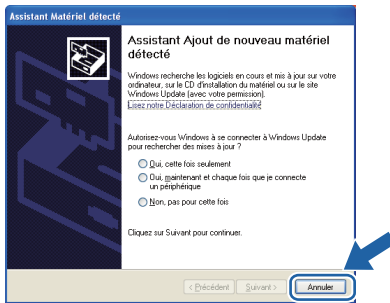 Assistant Matériel détecté
Assistant Ajout de nouveau matériel
détecté
Windows recherche les logiciels en cours et mis à jour sur votre
ordinateur, sur le CD d'installation du matériel ou sur le site
Windows Update (avec votre permission).
Lisez notre Déclaration de confidentialité
Autorisez-vous Windows à se connecter à Windows Update
pour rechercher des mises à jour ?
Oui, cette fois seulement
Oui, maintenant et chaque fois que je connecte
un périphérique
Non, pas pour cette fois
Cliquez sur Suivant pour continuer.
< Précédent Suivant > Annuler